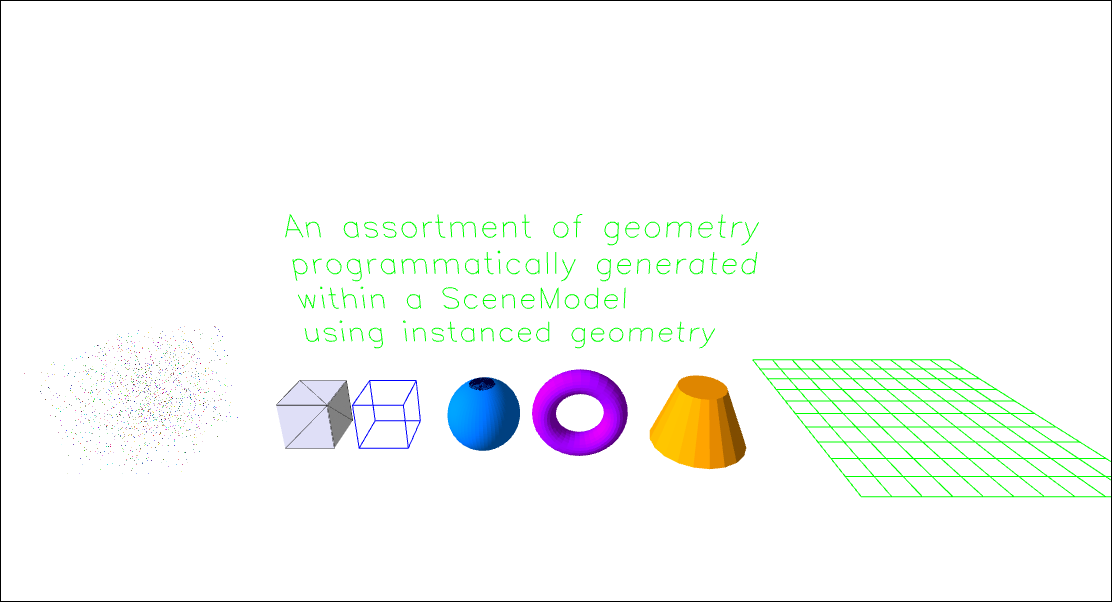 An assortment of geometry
programmatically generated
within a SceneModel
using instanced geometry